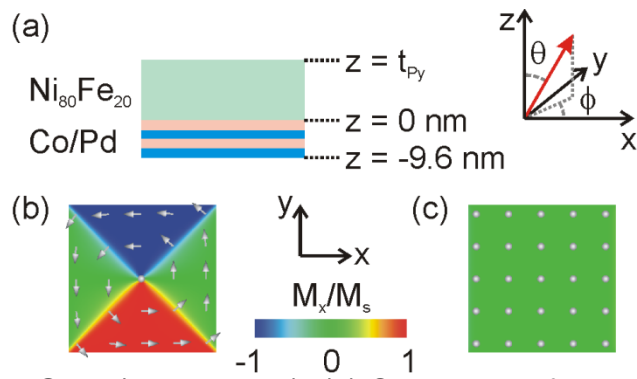 (a)
Ni80Fe20
Co/Pd
z = tPy
z = 0 nm
z = -9.6 nm
z
θ
y
ϕ
x
(b)
y
x
Mx/Ms
-1 0 1
(c)